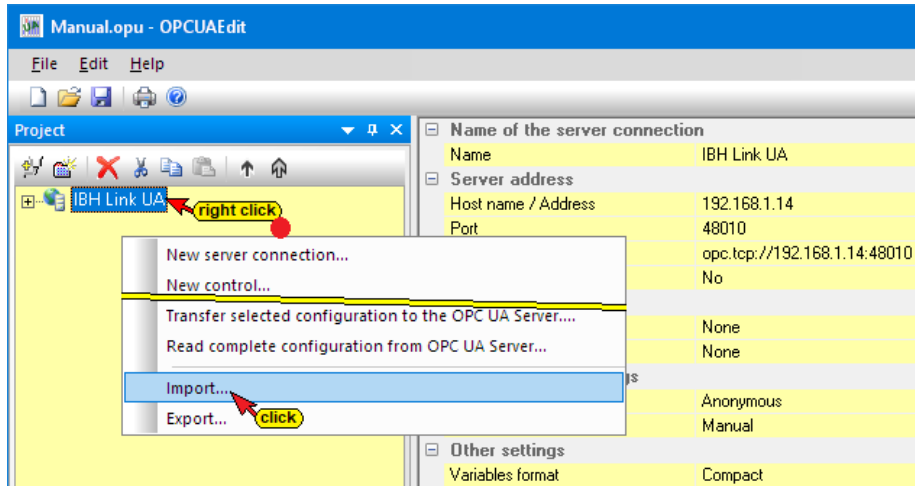 Manual.opu - OPCUAEdit
File Edit Help
Project
Name of the server connection
Name IBH Link UA
Server address
IBH Link UA
right click
Host name / Address 192.168.1.14
Port 48010
New server connection...
opc.tcp://192.168.1.14:48010
New control...
No
Transfer selected configuration to the OPC UA Server....
None
Read complete configuration from OPC UA Server...
None
gs
Import...
Anonymous
Export...
click
Manual
Other settings
Variables format Compact